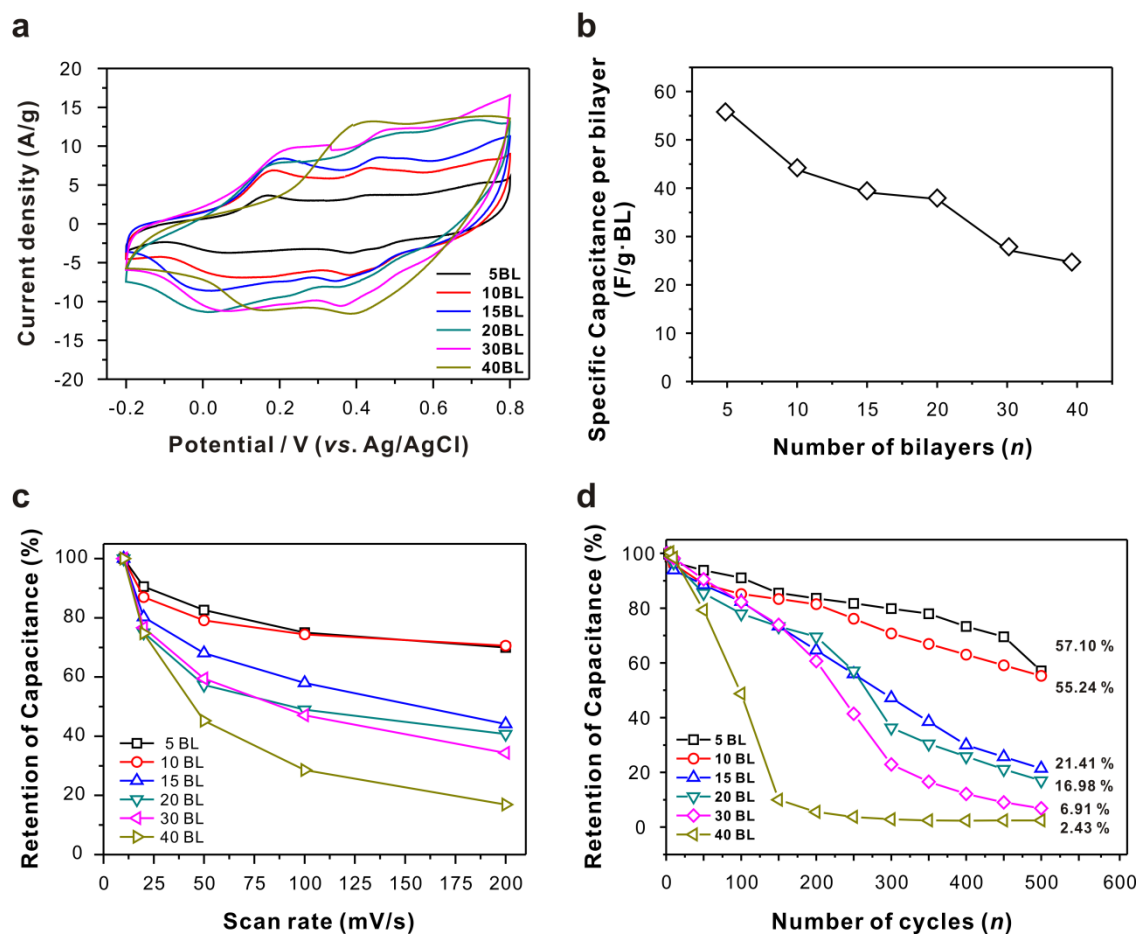 a
20
15
10
5
0
-5
-10
-15
-20
Current density (A/g)
-0.2 0.0 0.2 0.4 0.6 0.8
Potential / V (vs. Ag/AgCl)
5BL
10BL
15BL
20BL
30BL
40BL
b
60
50
40
30
20
10
0
Specific Capacitance per bilayer
(F/g·BL)
5 10 15 20 30 40
Number of bilayers (n)
c
100
80
60
40
20
0
Retention of Capacitance (%)
0 25 50 75 100 125 150 175 200
Scan rate (mV/s)
5 BL
10 BL
15 BL
20 BL
30 BL
40 BL
d
100
80
60
40
20
0
Retention of Capacitance (%)
0 100 200 300 400 500 600
Number of cycles (n)
5 BL
10 BL
15 BL
20 BL
30 BL
40 BL
57.10 %
55.24 %
21.41 %
16.98 %
6.91 %
2.43 %